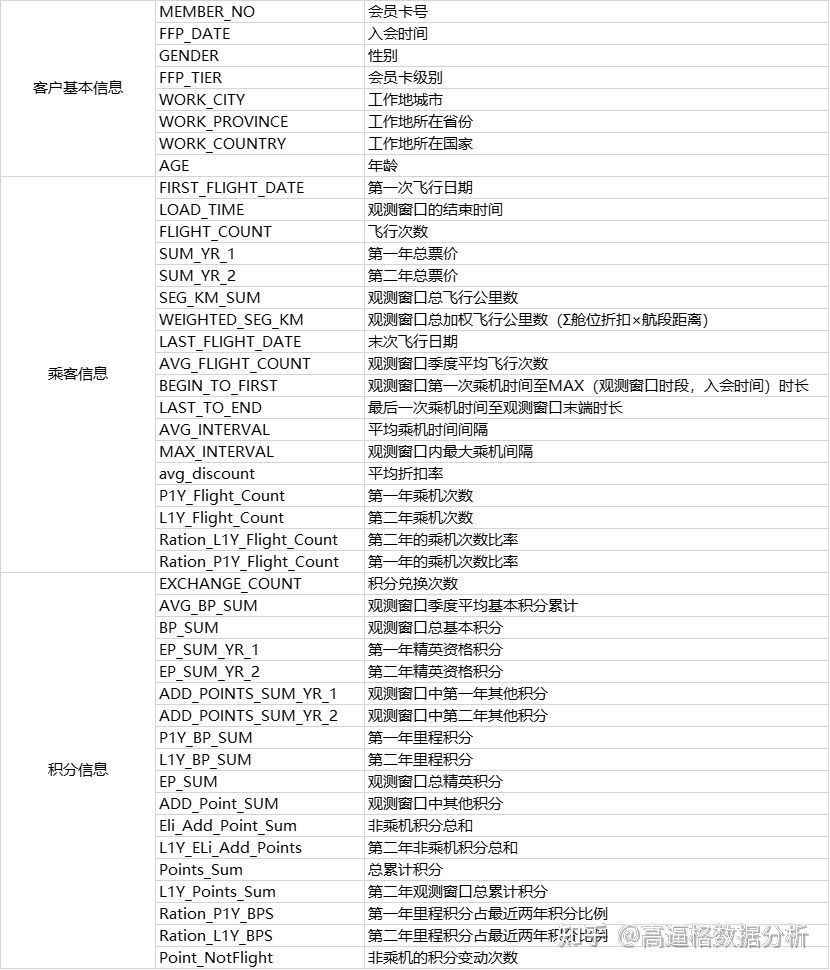 客户基本信息
MEMBER_NO 会员卡号
FFP_DATE 入会时间
GENDER 性别
FFP_TIER 会员卡级别
WORK_CITY 工作地城市
WORK_PROVINCE 工作地所在省份
WORK_COUNTRY 工作地所在国家
AGE 年龄
乘客信息
FIRST_FLIGHT_DATE 第一次飞行日期
LOAD_TIME 观测窗口的结束时间
FLIGHT_COUNT 飞行次数
SUM_YR_1 第一年总票价
SUM_YR_2 第二年总票价
SEG_KM_SUM 观测窗口总飞行公里数
WEIGHTED_SEG_KM 观测窗口总加权飞行公里数（Σ舱位折扣×航段距离）
LAST_FLIGHT_DATE 末次飞行日期
AVG_FLIGHT_COUNT 观测窗口季度平均飞行次数
BEGIN_TO_FIRST 观测窗口第一次乘机时间至MAX（观测窗口时段，入会时间）时长
LAST_TO_END 最后一次乘机时间至观测窗口末端时长
AVG_INTERVAL 平均乘机时间间隔
MAX_INTERVAL 观测窗口内最大乘机间隔
avg_discount 平均折扣率
P1Y_Flight_Count 第一年乘机次数
L1Y_Flight_Count 第二年乘机次数
Ration_L1Y_Flight_Count 第二年的乘机次数比率
Ration_P1Y_Flight_Count 第一年的乘机次数比率
积分信息
EXCHANGE_COUNT 积分兑换次数
AVG_BP_SUM 观测窗口季度平均基本积分累计
BP_SUM 观测窗口总基本积分
EP_SUM_YR_1 第一年精英资格积分
EP_SUM_YR_2 第二年精英资格积分
ADD_POINTS_SUM_YR_1 观测窗口中第一年其他积分
ADD_POINTS_SUM_YR_2 观测窗口中第二年其他积分
P1Y_BP_SUM 第一年里程积分
L1Y_BP_SUM 第二年里程积分
EP_SUM 观测窗口总精英积分
ADD_Point_SUM 观测窗口中其他积分
Eli_Add_Point_Sum 非乘机积分总和
L1Y_ELi_Add_Points 第二年非乘机积分总和
Points_Sum 总累计积分
L1Y_Points_Sum 第二年观测窗口总累计积分
Ration_P1Y_BPS 第一年里程积分占最近两年积分比例
Ration_L1Y_BPS 第二年里程积分占最近两年积分比例
Point_NotFlight 非乘机的积分变动次数
知乎 @高逼格数据分析